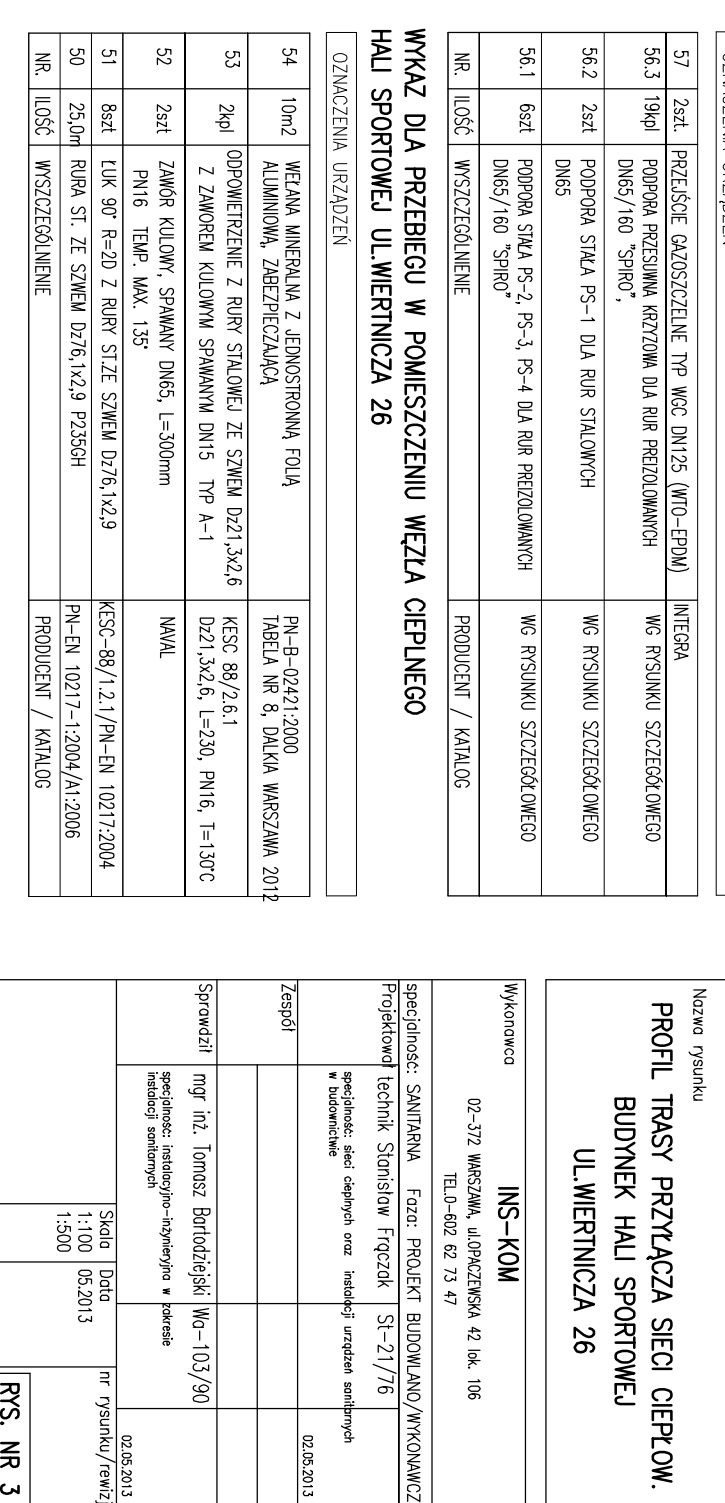 57 2szt. PRZEJŚCIE GAZOSZCZELNE TYP WGC DN125 (WTO-EPDM) INTEGRA
56.3 19kpl PODPORA PRZESUWNA KRZYZOWA DLA RUR PREIZOLOWANYCH WG RYSUNKU SZCZEGÓŁOWEGO
DN65/160 "SPIRO",
56.2 2szt PODPORA STAŁA PS-1 DLA RUR STALOWYCH WG RYSUNKU SZCZEGÓŁOWEGO
DN65
56.1 6szt PODPORA STAŁA PS-2, PS-3, PS-4 DLA RUR PREIZOLOWANYCH WG RYSUNKU SZCZEGÓŁOWEGO
DN65/160 "SPIRO"
NR. ILOŚĆ WYSZCZEGÓLNIENIE PRODUCENT / KATALOG
WYKAZ DLA PRZEBIEGU W POMIESZCZENIU WĘZŁA CIEPLNEGO
HALI SPORTOWEJ UL.WIERTNICZA 26
OZNACZENIA URZĄDZEŃ
54 10m2 WEŁANA MINERALNA Z JEDNOSTRONNĄ FOLIĄ PN-B-02421:2000
ALUMINIOWĄ, ZABEZPIECZAJĄCĄ TABELA NR 8, DALKIA WARSZAWA 2012
53 2kpl ODPOWIETRZENIE Z RURY STALOWEJ ZE SZWEM Dz21,3x2,6 KESC 88/2.6.1
Z ZAWOREM KULOWYM SPAWANYM DN15 TYP A-1 Dz21,3x2,6, L=230, PN16, T=130°C
52 2szt ZAWÓR KULOWY, SPAWANY DN65, L=300mm NAVAL
PN16 TEMP. MAX. 135°
51 8szt ŁUK 90° R=2D Z RURY ST.ZE SZWEM Dz76,1x2,9 KESC-88/1.2.1/PN-EN 10217:2004
50 25,0m RURA ST. ZE SZWEM Dz76,1x2,9 P235GH PN-EN 10217-1:2004/A1:2006
NR. ILOŚĆ WYSZCZEGÓLNIENIE PRODUCENT / KATALOG
Nazwa rysunku
PROFIL TRASY PRZYŁĄCZA SIECI CIEPŁOW.
BUDYNEK HALI SPORTOWEJ
UL.WIERTNICZA 26
Wykonawca
INS-KOM
02-372 WARSZAWA, ul.OPACZEWSKA 42 lok. 106
TEL.0-602 62 73 47
specjalność: SANITARNA Faza: PROJEKT BUDOWLANO/WYKONAWCZ
Projektował technik Stanisław Frączak St-21/76
specjalność: sieci cieplnych oraz instalacji urządzeń sanitarnych
w budownictwie
02.05.2013
Zespół
Sprawdził mgr inż. Tomasz Bartodziejski Wa-103/90
specjalność: instalacyjno-inżynieryjna w zakresie
instalacji sanitarnych
02.05.2013
Skala Data nr rysunku/rewizj
1:100 05.2013
1:500
RYS. NR 3